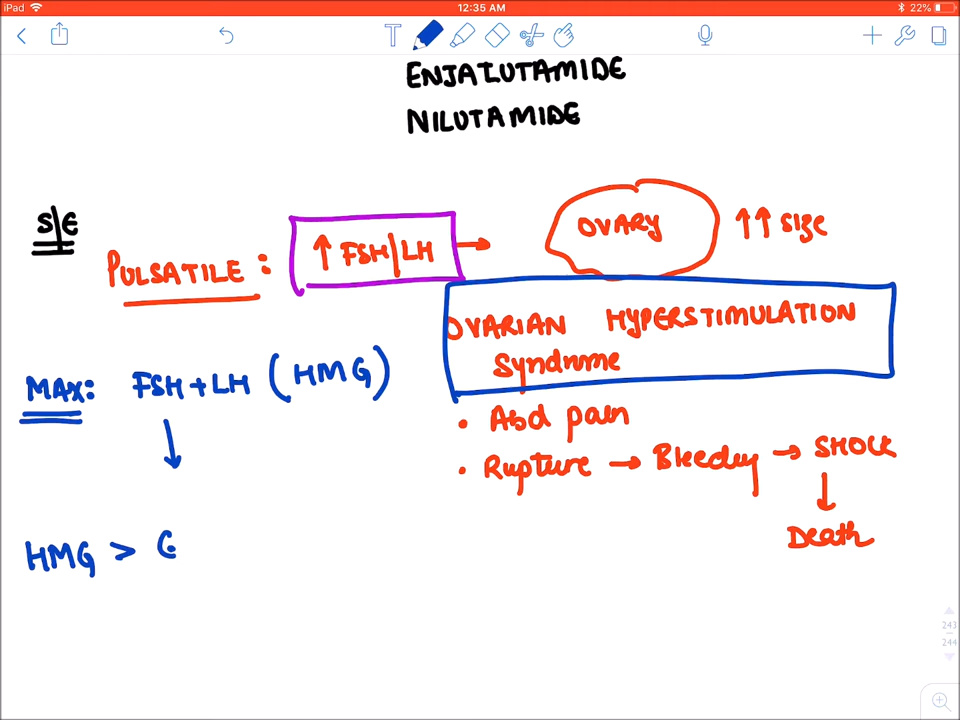 iPad 12:35 AM 22%
T
ENJALUTAMIDE
NILUTAMIDE
S/E
PULSATILE : ↑ FSH/LH → OVARY ↑↑ Size
OVARIAN HYPERSTIMULATION
Syndrome
MAX: FSH+LH (HMG)
• Abd pain
• Rupture → Bleeding → SHOCK
↓
Death
HMG > G
243
244